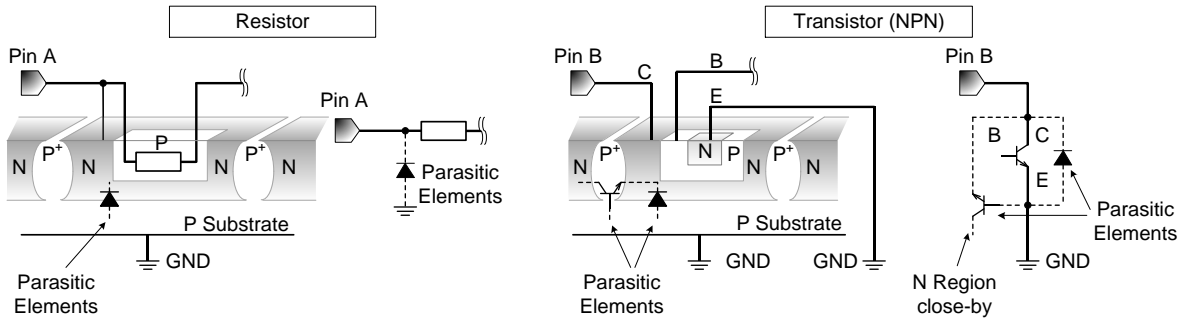 Resistor
Transistor (NPN)
Pin A
Pin B
C
B
E
Pin B
Pin A
N
P+
N
P
N
P+
N
Parasitic
Elements
N
P+
N
P
P+
N
N
B
C
E
P Substrate
GND
Parasitic
Elements
P Substrate
GND
GND
Parasitic
Elements
Parasitic
Elements
GND
N Region
close-by